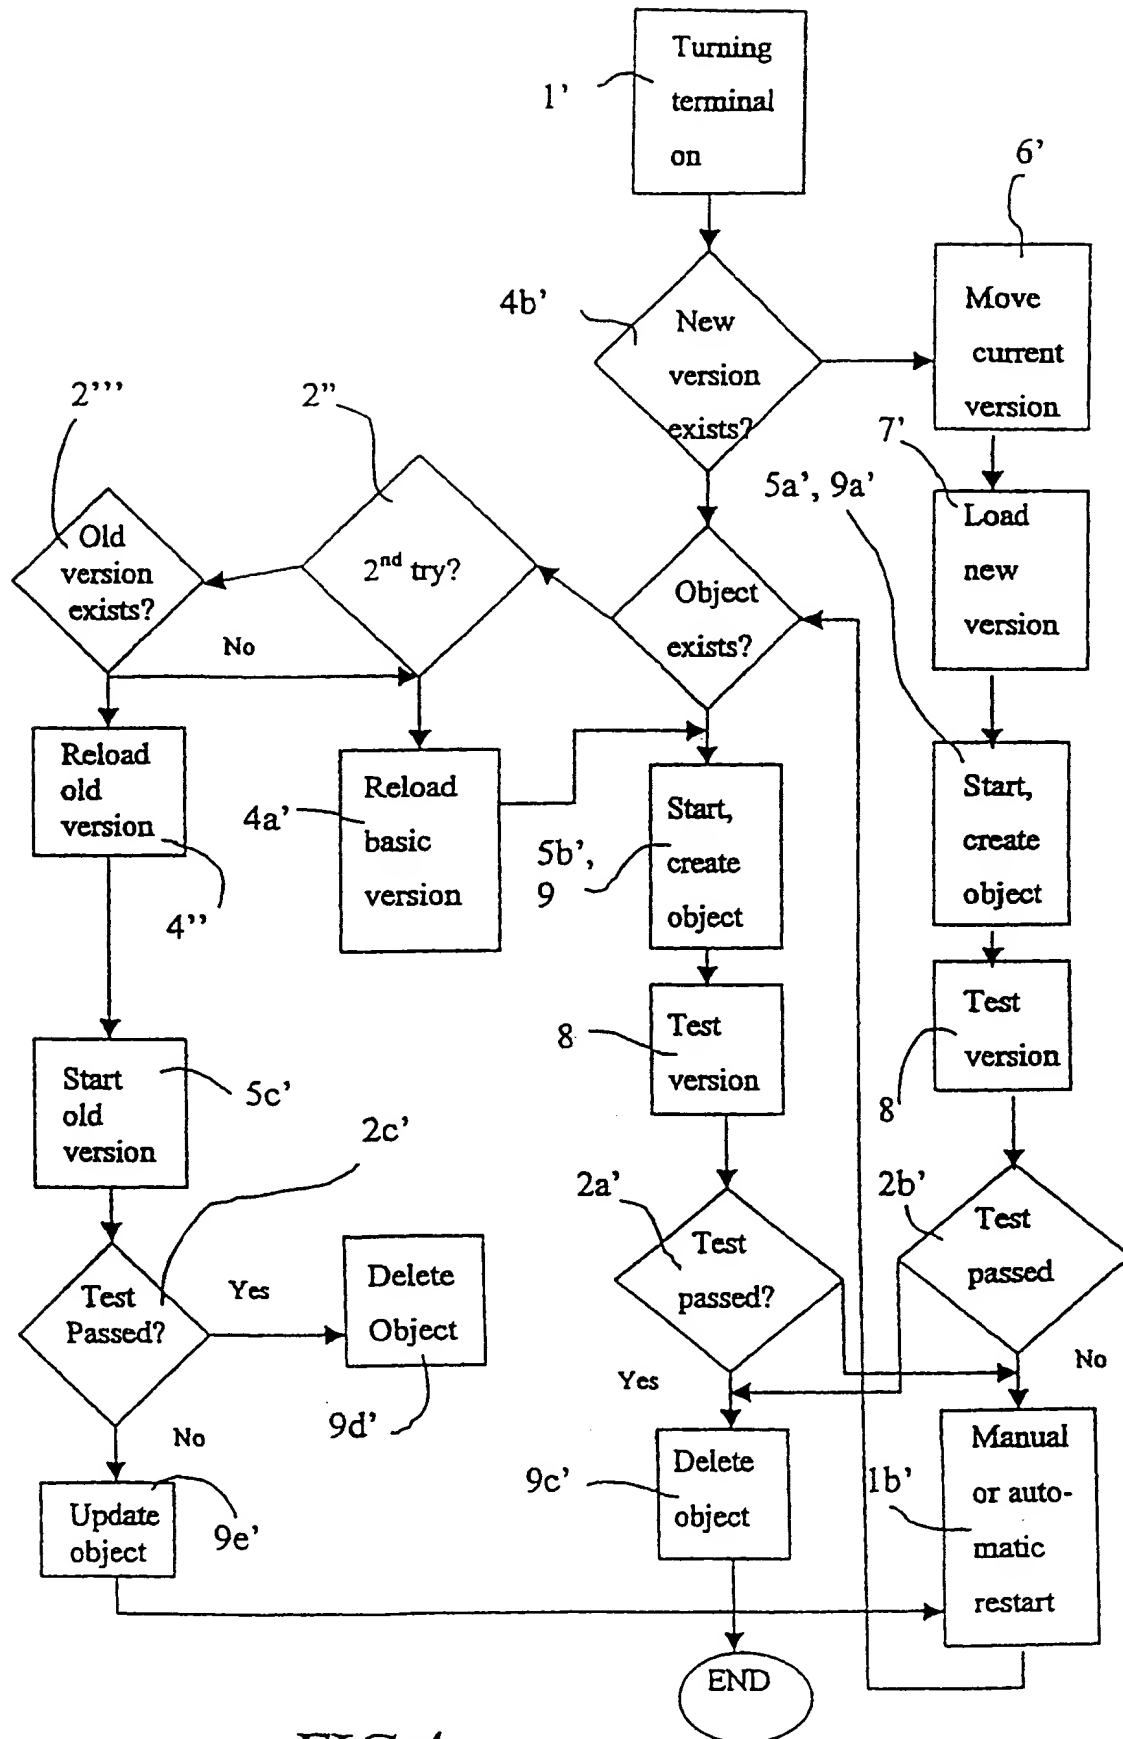 Turning
terminal
on
1'
6'
4b'
New
version
exists?
Move
current
version
2'''
2''
7'
5a', 9a'
Load
new
version
Old
version
exists?
2nd try?
Object
exists?
No
Reload
old
version
4''
4a'
Reload
basic
version
5b',
9
Start,
create
object
Start,
create
object
8
Test
version
8
Test
version
Start
old
version
5c'
2c'
2a'
Test
passed?
2b'
Test
passed
Test
Passed?
Yes
Delete
Object
9d'
No
Yes
No
Update
object
9e'
9c'
Delete
object
1b'
Manual
or auto-
matic
restart
END